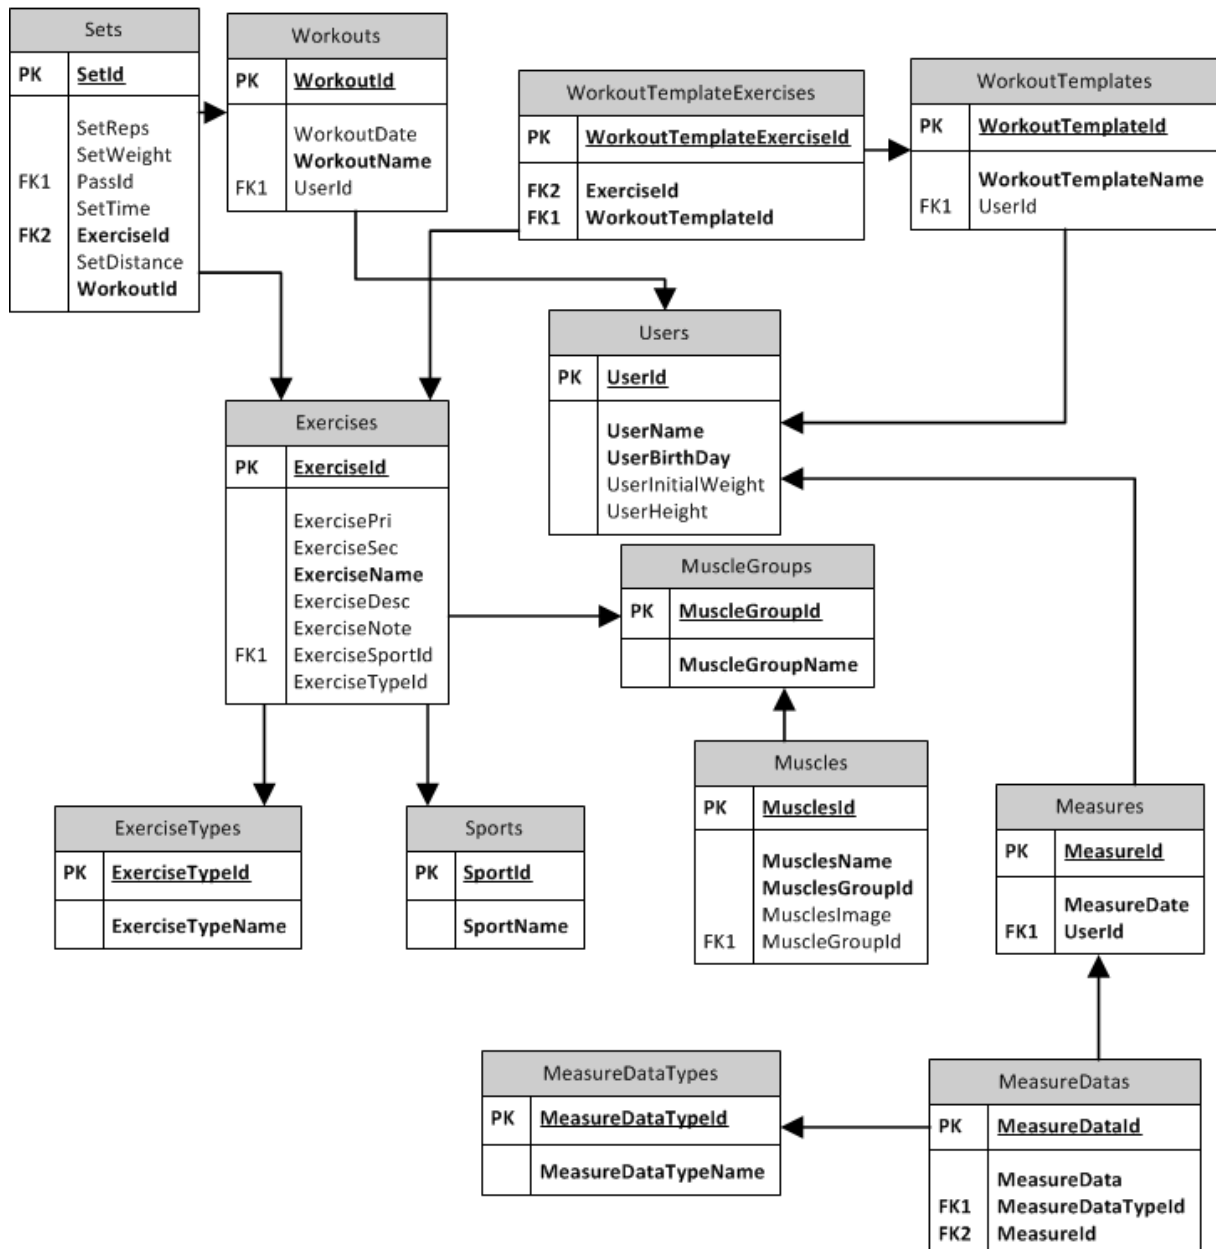 Sets
PK SetId
SetReps
SetWeight
FK1 PassId
SetTime
FK2 ExerciseId
SetDistance
WorkoutId
Workouts
PK WorkoutId
WorkoutDate
WorkoutName
FK1 UserId
WorkoutTemplateExercises
PK WorkoutTemplateExerciseId
FK2 ExerciseId
FK1 WorkoutTemplateId
WorkoutTemplates
PK WorkoutTemplateId
WorkoutTemplateName
FK1 UserId
Users
PK UserId
UserName
UserBirthDay
UserInitialWeight
UserHeight
Exercises
PK ExerciseId
ExercisePri
ExerciseSec
ExerciseName
ExerciseDesc
ExerciseNote
FK1 ExerciseSportId
ExerciseTypeId
MuscleGroups
PK MuscleGroupId
MuscleGroupName
Muscles
PK MusclesId
MusclesName
MusclesGroupId
MusclesImage
FK1 MuscleGroupId
Measures
PK MeasureId
MeasureDate
FK1 UserId
ExerciseTypes
PK ExerciseTypeId
ExerciseTypeName
Sports
PK SportId
SportName
MeasureDataTypes
PK MeasureDataTypeId
MeasureDataTypeName
MeasureDatas
PK MeasureDataId
MeasureData
FK1 MeasureDataTypeId
FK2 MeasureId